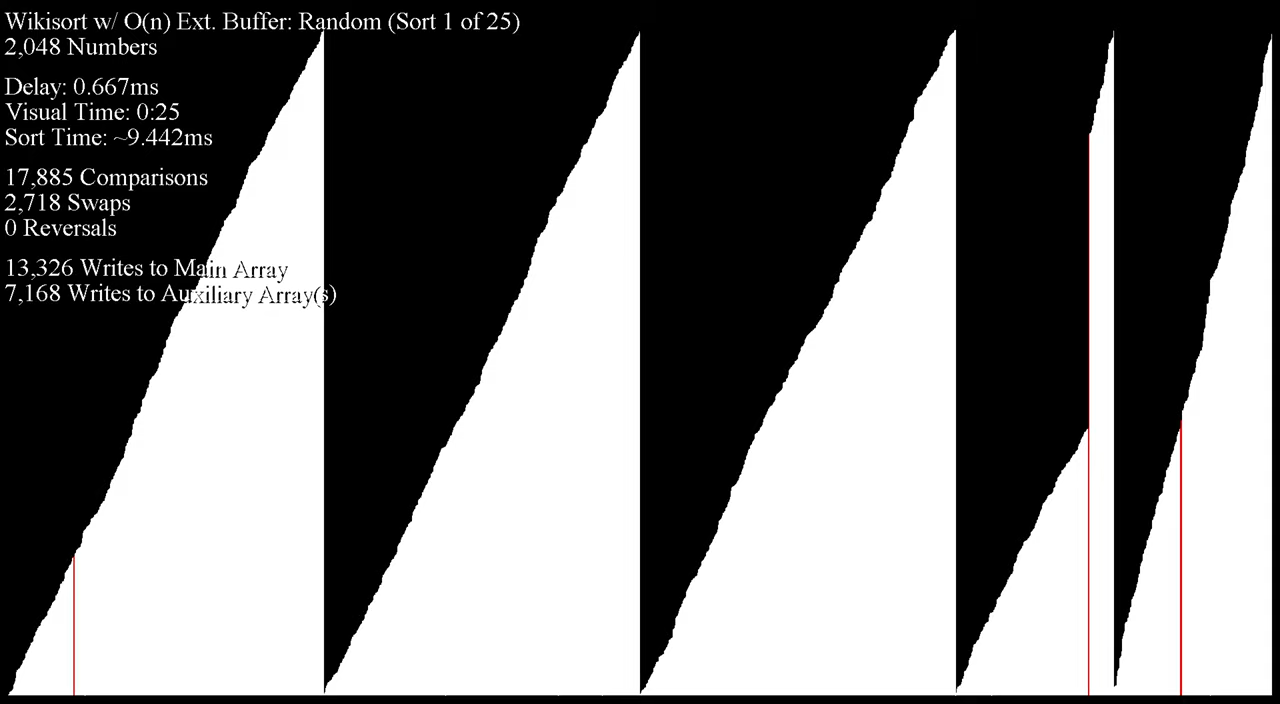 Wikisort w/ O(n) Ext. Buffer: Random (Sort 1 of 25)
2,048 Numbers
Delay: 0.667ms
Visual Time: 0:25
Sort Time: ~9.442ms
17,885 Comparisons
2,718 Swaps
0 Reversals
13,326 Writes to Main Array
7,168 Writes to Auxiliary Array(s)